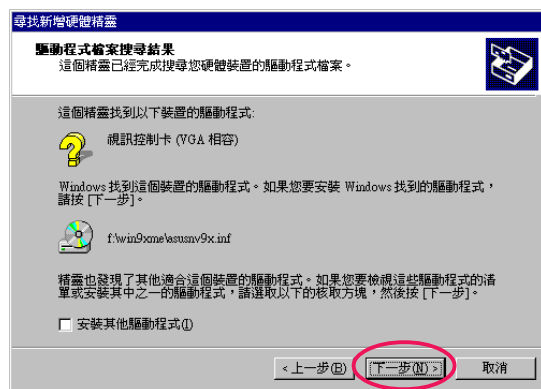 尋找新增硬體精靈
驅動程式檔案搜尋結果
這個精靈已經完成搜尋您硬體裝置的驅動程式檔案。
這個精靈找到以下裝置的驅動程式:
視訊控制卡 (VGA 相容)
Windows 找到這個裝置的驅動程式。如果您要安裝 Windows 找到的驅動程式，
請按 [下一步]。
f:\win9xme\asusnv9x.inf
精靈也發現了其他適合這個裝置的驅動程式。如果您要檢視這些驅動程式的清
單或安裝其中之一的驅動程式，請選取以下的核取方塊，然後按 [下一步]。
安裝其他驅動程式(I)
< 上一步(B) 下一步(N) > 取消